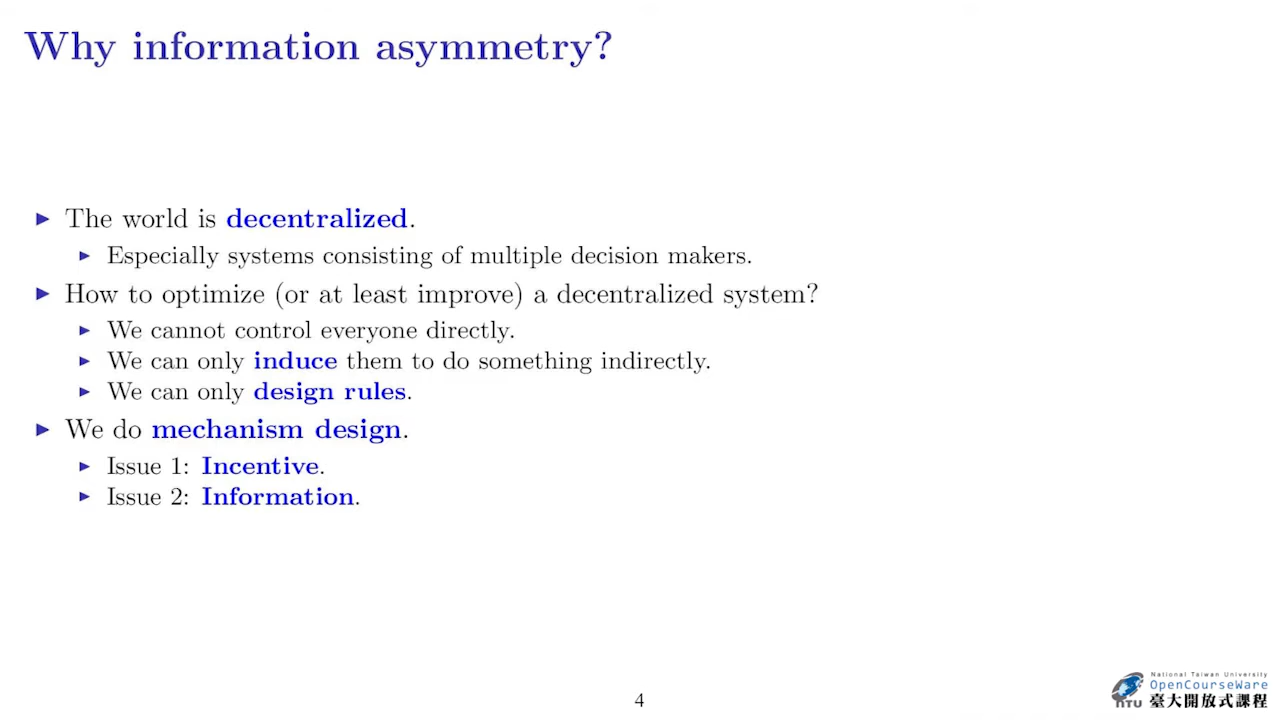 Why information asymmetry?
▶ The world is decentralized.
▶ Especially systems consisting of multiple decision makers.
▶ How to optimize (or at least improve) a decentralized system?
▶ We cannot control everyone directly.
▶ We can only induce them to do something indirectly.
▶ We can only design rules.
▶ We do mechanism design.
▶ Issue 1: Incentive.
▶ Issue 2: Information.
4
National Taiwan University
OpenCourseWare
NTU 臺大開放式課程